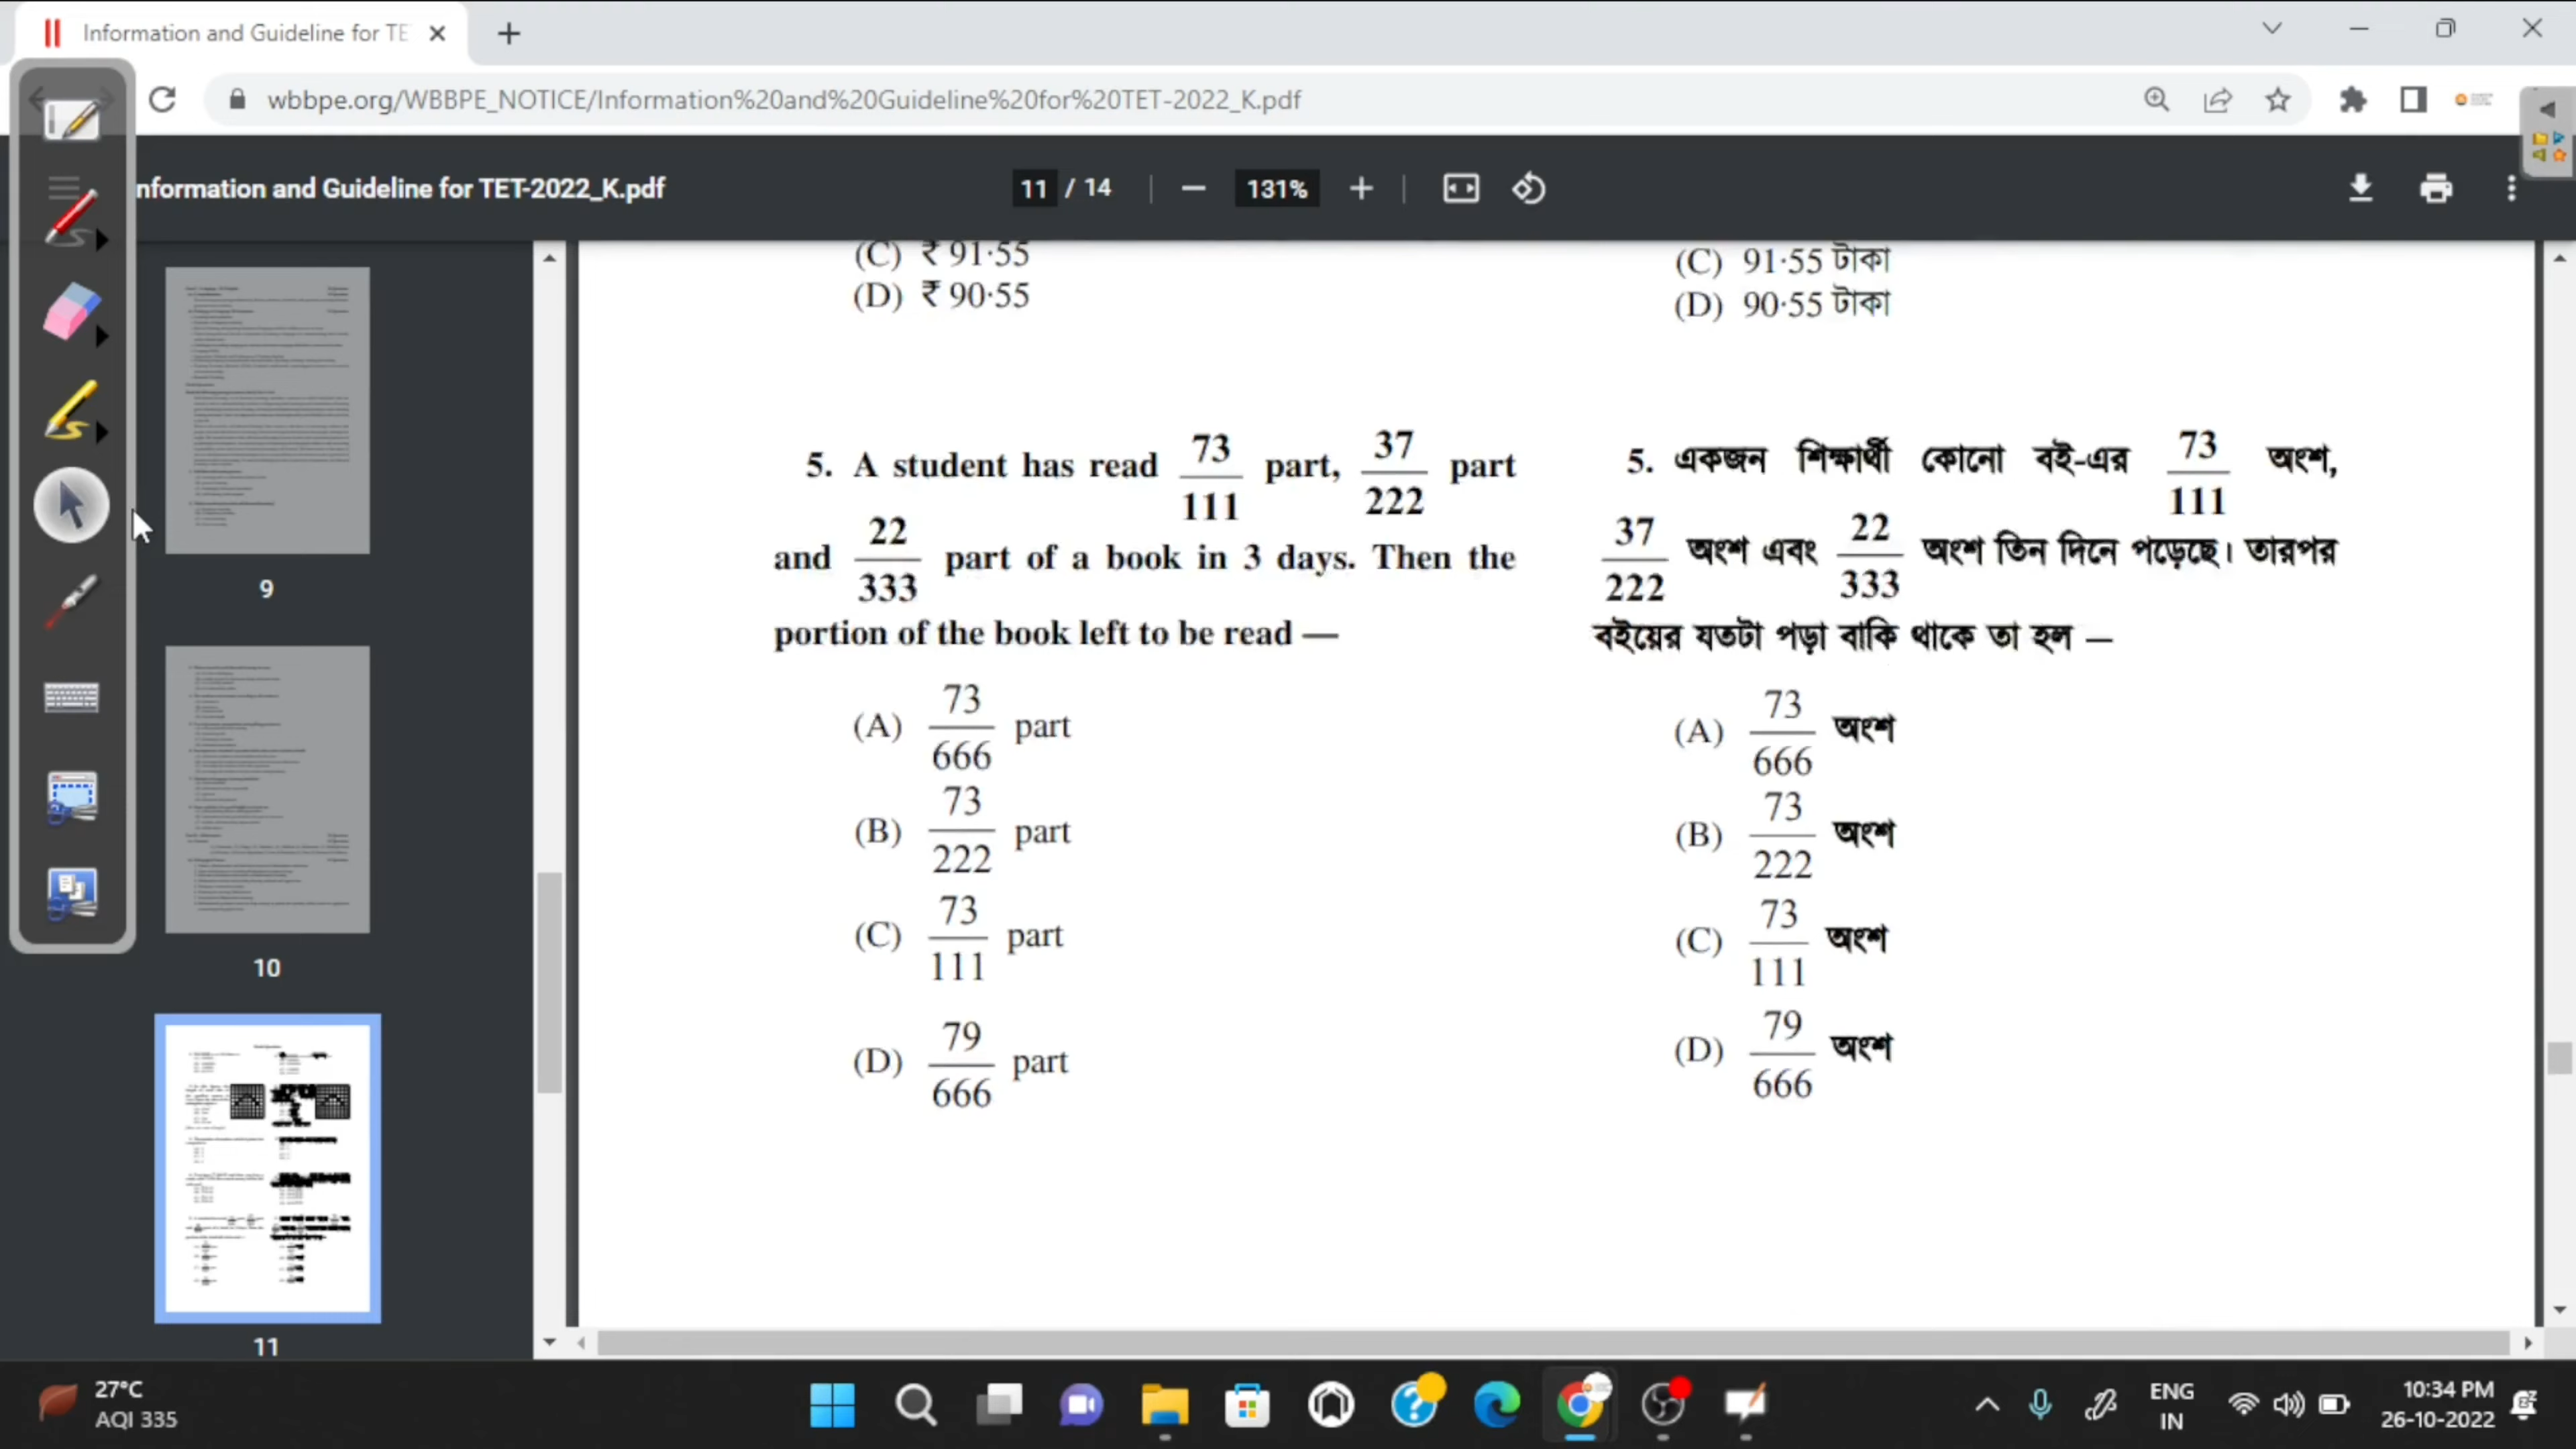 Information and Guideline for TE
wbbpe.org/WBBPE_NOTICE/Information%20and%20Guideline%20for%20TET-2022_K.pdf
nformation and Guideline for TET-2022_K.pdf
11 / 14
131%
9
10
11
(C) ₹ 91·55
(D) ₹ 90·55
5. A student has read 73/111 part, 37/222 part
and 22/333 part of a book in 3 days. Then the
portion of the book left to be read —
(A) 73/666 part
(B) 73/222 part
(C) 73/111 part
(D) 79/666 part
(C) 91·55 টাকা
(D) 90·55 টাকা
5. একজন শিক্ষার্থী কোনো বই-এর 73/111 অংশ,
37/222 অংশ এবং 22/333 অংশ তিন দিনে পড়েছে। তারপর
বইয়ের যতটা পড়া বাকি থাকে তা হল —
(A) 73/666 অংশ
(B) 73/222 অংশ
(C) 73/111 অংশ
(D) 79/666 অংশ
27°C
AQI 335
ENG
IN
10:34 PM
26-10-2022